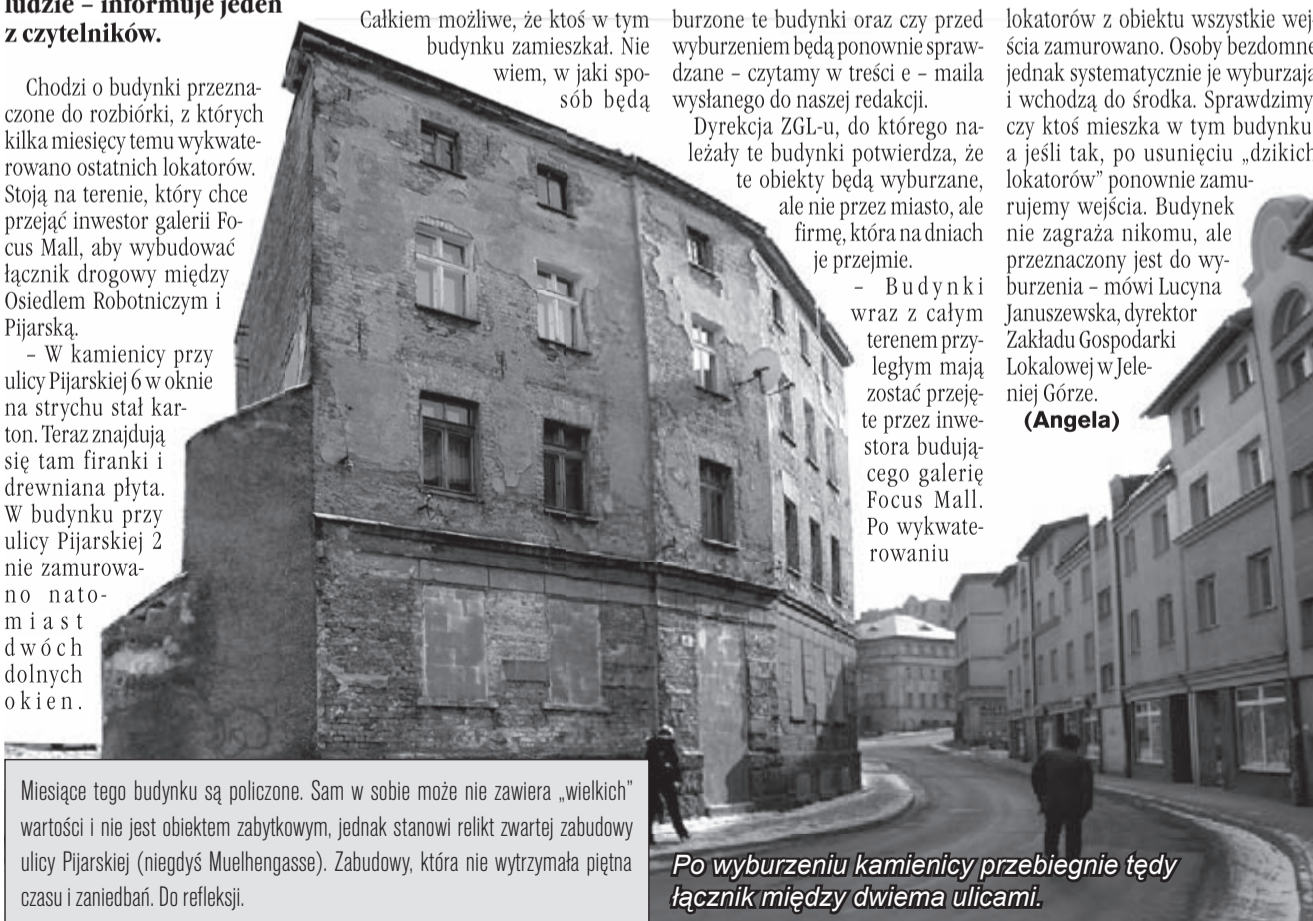 ludzie – informuje jeden
z czytelników.
Chodzi o budynki przezna-
czone do rozbiórki, z których
kilka miesięcy temu wykwate-
rowano ostatnich lokatorów.
Stoją na terenie, który chce
przejąć inwestor galerii Fo-
cus Mall, aby wybudować
łącznik drogowy między
Osiedlem Robotniczym i
Pijarską.
– W kamienicy przy
ulicy Pijarskiej 6 w oknie
na strychu stał kar-
ton. Teraz znajdują
się tam firanki i
drewniana płyta.
W budynku przy
ulicy Pijarskiej 2
nie zamurowa-
no nato-
miast
dwóch
dolnych
okien.
Całkiem możliwe, że ktoś w tym
budynku zamieszkał. Nie
wiem, w jaki spo-
sób będą
burzone te budynki oraz czy przed
wyburzeniem będą ponownie spraw-
dzane – czytamy w treści e – maila
wysłanego do naszej redakcji.
Dyrekcja ZGL-u, do którego na-
leżały te budynki potwierdza, że
te obiekty będą wyburzane,
ale nie przez miasto, ale
firmę, która na dniach
je przejmie.
– Budynki
wraz z całym
terenem przy-
ległym mają
zostać przeję-
te przez inwe-
stora budują-
cego galerię
Focus Mall.
Po wykwate-
rowaniu
lokatorów z obiektu wszystkie wej-
ścia zamurowano. Osoby bezdomne
jednak systematycznie je wyburzają
i wchodzą do środka. Sprawdzimy,
czy ktoś mieszka w tym budynku,
a jeśli tak, po usunięciu „dzikich
lokatorów” ponownie zamu-
rujemy wejścia. Budynek
nie zagraża nikomu, ale
przeznaczony jest do wy-
burzenia – mówi Lucyna
Januszewska, dyrektor
Zakładu Gospodarki
Lokalowej w Jele-
niej Górze.
(Angela)
Miesiące tego budynku są policzone. Sam w sobie może nie zawiera „wielkich”
wartości i nie jest obiektem zabytkowym, jednak stanowi relikt zwartej zabudowy
ulicy Pijarskiej (niegdyś Muelhengasse). Zabudowy, która nie wytrzymała piętna
czasu i zaniedbań. Do refleksji.
Po wyburzeniu kamienicy przebiegnie tędy
łącznik między dwiema ulicami.